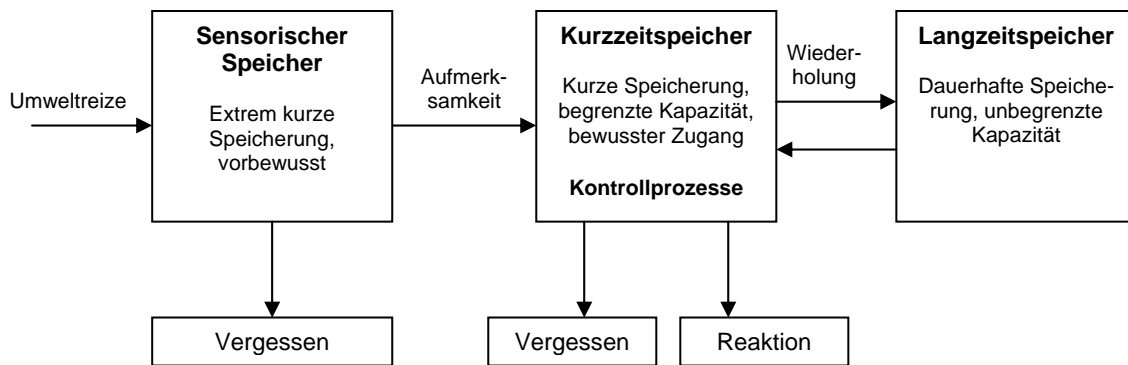 Umweltreize
Sensorischer
Speicher
Extrem kurze
Speicherung,
vorbewusst
Aufmerk-
samkeit
Kurzzeitspeicher
Kurze Speicherung,
begrenzte Kapazität,
bewusster Zugang
Kontrollprozesse
Wieder-
holung
Langzeitspeicher
Dauerhafte Speiche-
rung, unbegrenzte
Kapazität
Vergessen
Vergessen
Reaktion